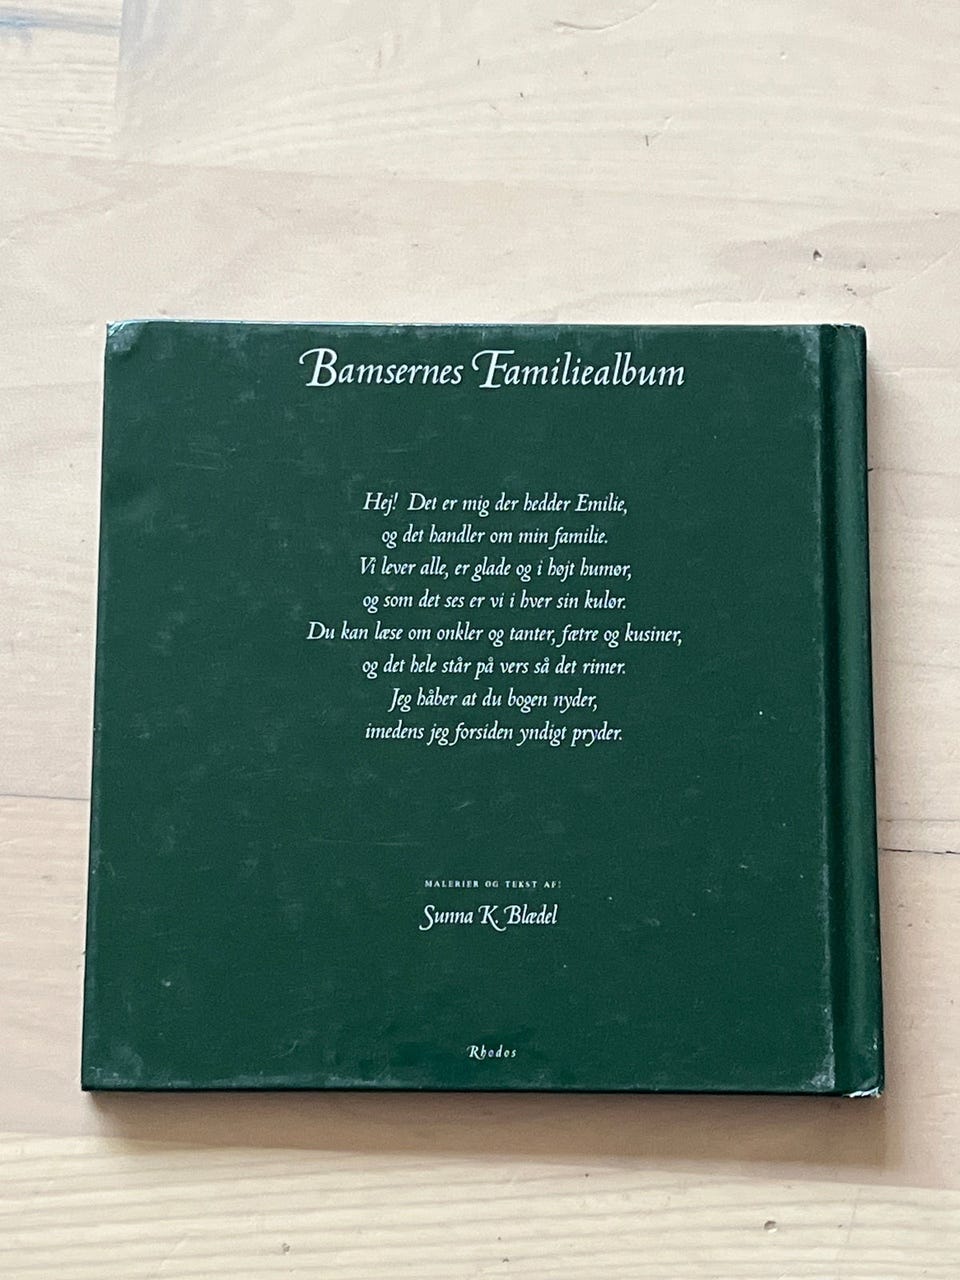 Bamsernes Familiealbum
Hej! Det er mig der hedder Emilie,
og det handler om min familie.
Vi lever alle, er glade og i højt humør,
og som det ses er vi i hver sin kulør.
Du kan læse om onkler og tanter, fætre og kusiner,
og det hele står på vers så det rimer.
Jeg håber at du bogen nyder,
imedens jeg forsiden yndigt pryder.
MALERIER OG TEKST AF:
Sunna K. Blædel
Rhodos